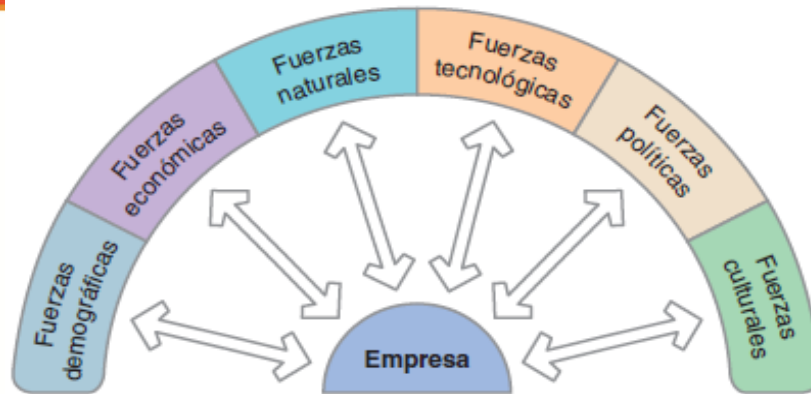 Fuerzas
demográficas
Fuerzas
económicas
Fuerzas
naturales
Fuerzas
tecnológicas
Fuerzas
políticas
Fuerzas
culturales
Empresa